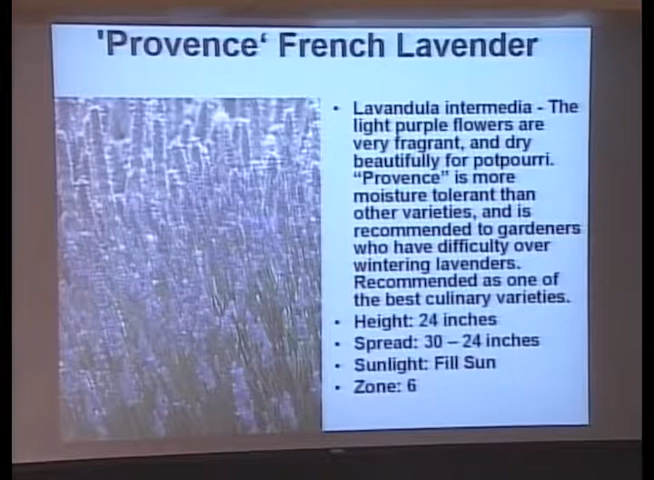 'Provence‘ French Lavender
• Lavandula intermedia - The
light purple flowers are
very fragrant, and dry
beautifully for potpourri.
“Provence” is more
moisture tolerant than
other varieties, and is
recommended to gardeners
who have difficulty over
wintering lavenders.
Recommended as one of
the best culinary varieties.
• Height: 24 inches
• Spread: 30 – 24 inches
• Sunlight: Fill Sun
• Zone: 6